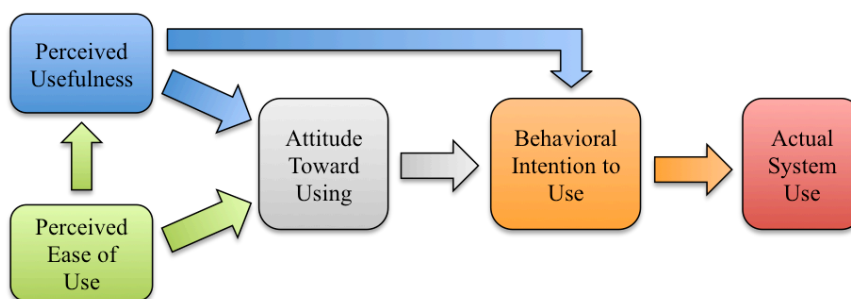 Perceived
Usefulness
Perceived
Ease of
Use
Attitude
Toward
Using
Behavioral
Intention to
Use
Actual
System
Use